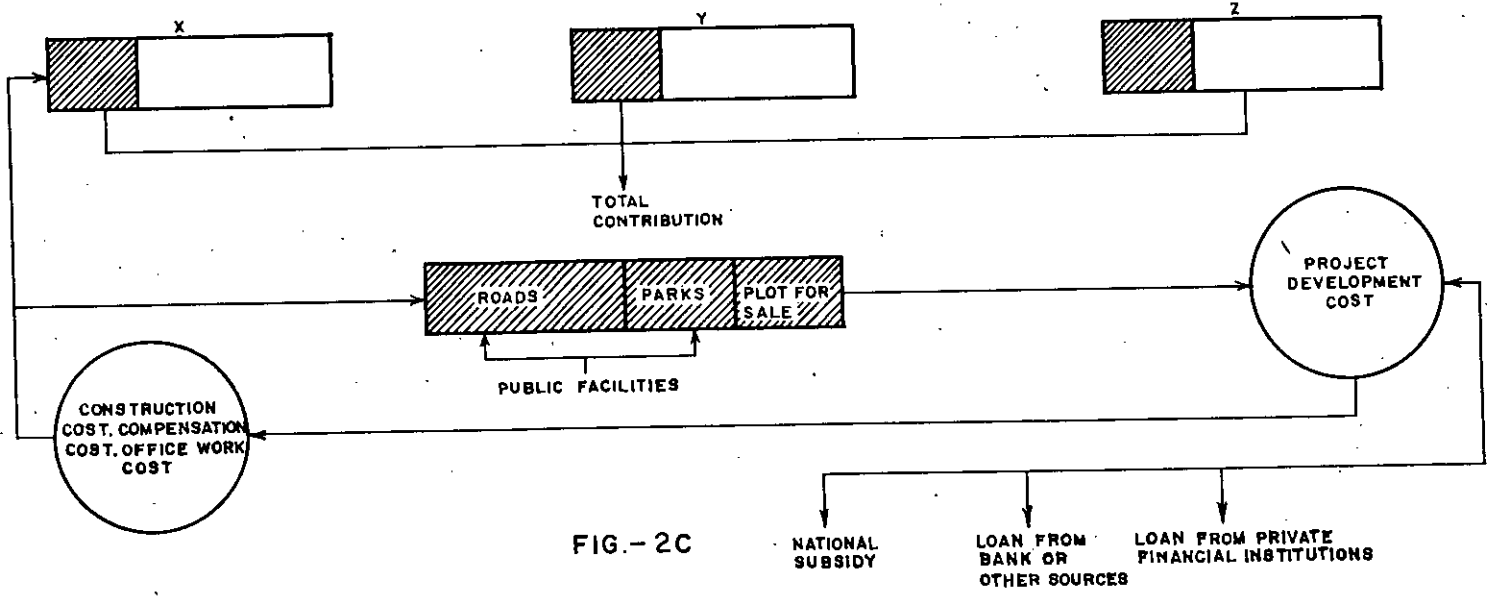 X
Y
Z
TOTAL
CONTRIBUTION
ROADS
PARKS
PLOT FOR
SALE
PUBLIC FACILITIES
PROJECT
DEVELOPMENT
COST
CONSTRUCTION
COST, COMPENSATION
COST, OFFICE WORK
COST
NATIONAL
SUBSIDY
LOAN FROM
BANK OR
OTHER SOURCES
LOAN FROM PRIVATE
FINANCIAL INSTITUTIONS
FIG.-2C